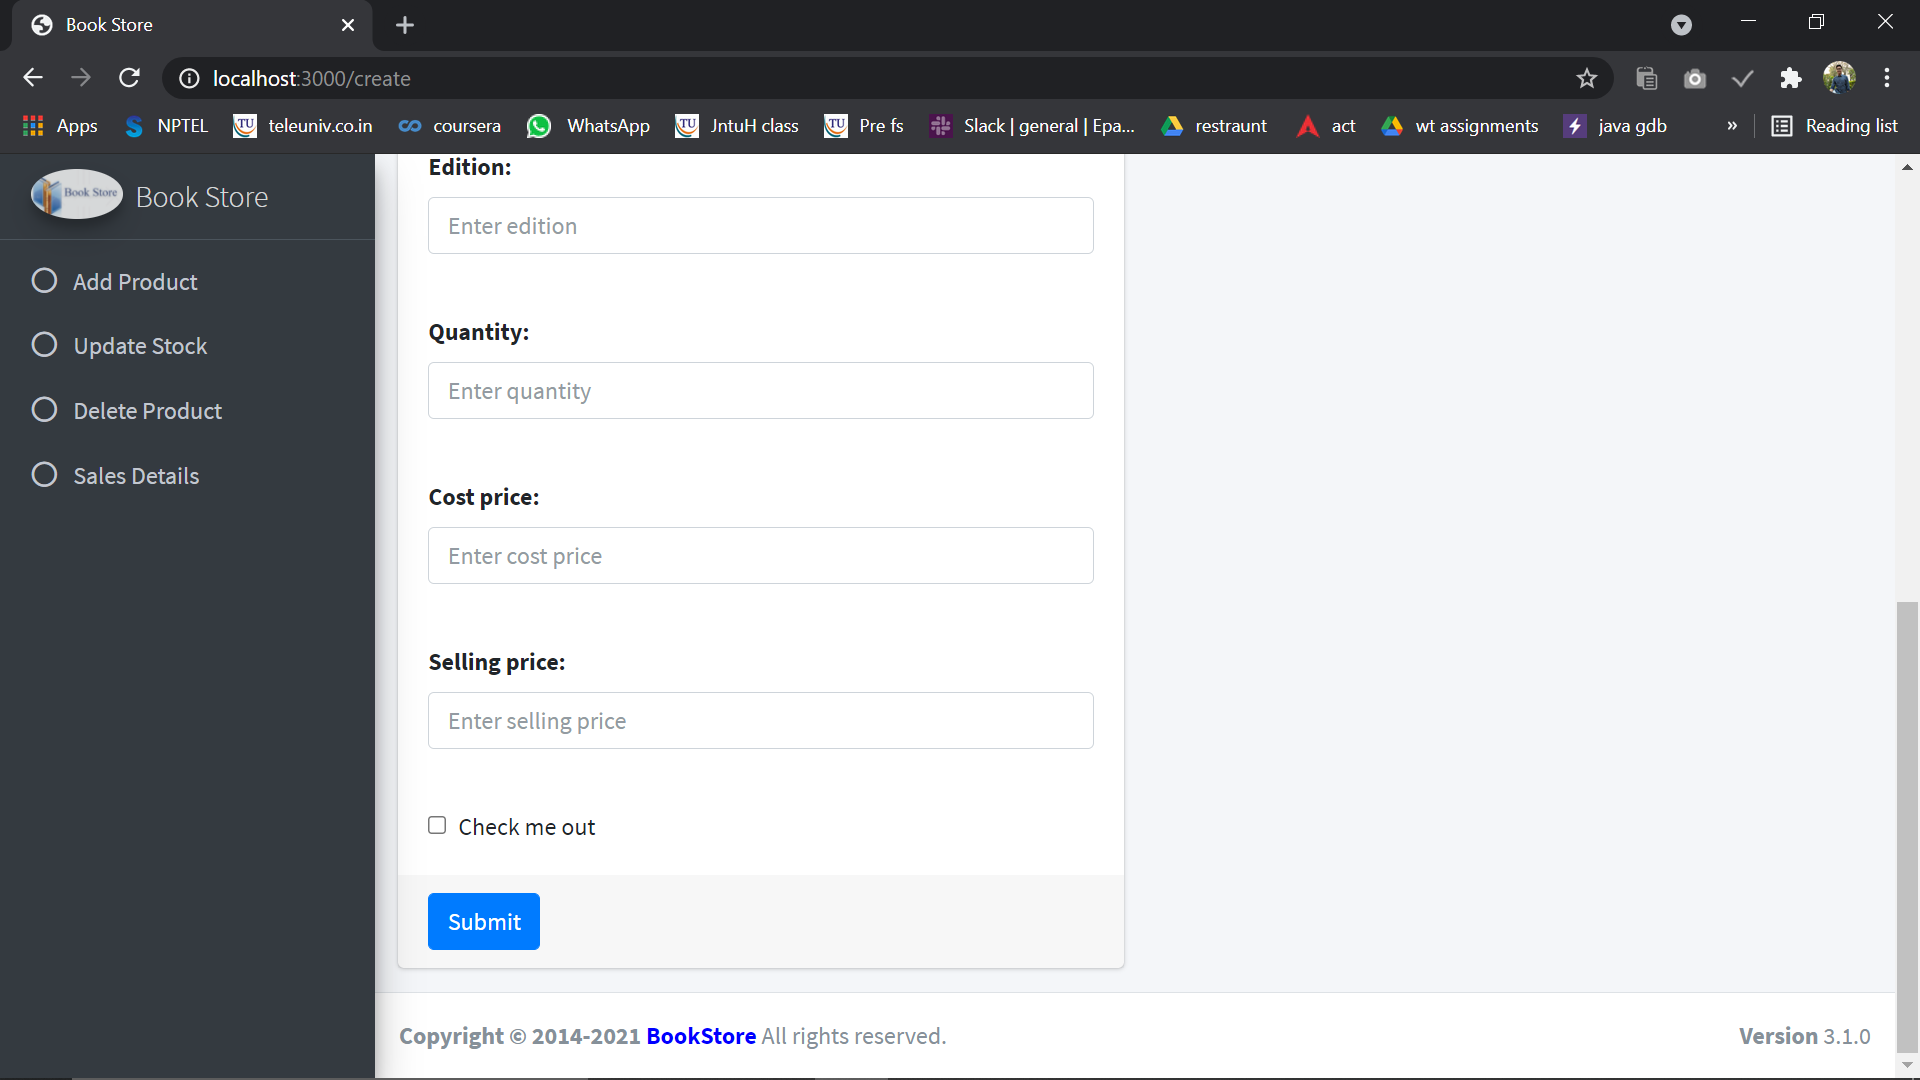 Book Store
localhost:3000/create
Apps NPTEL teleuniv.co.in coursera WhatsApp JntuH class Pre fs Slack | general | Epa... restraunt act wt assignments java gdb » Reading list
Book Store Book Store
Add Product
Update Stock
Delete Product
Sales Details
Edition:
Enter edition
Quantity:
Enter quantity
Cost price:
Enter cost price
Selling price:
Enter selling price
Check me out
Submit
Copyright © 2014-2021 BookStore All rights reserved.
Version 3.1.0